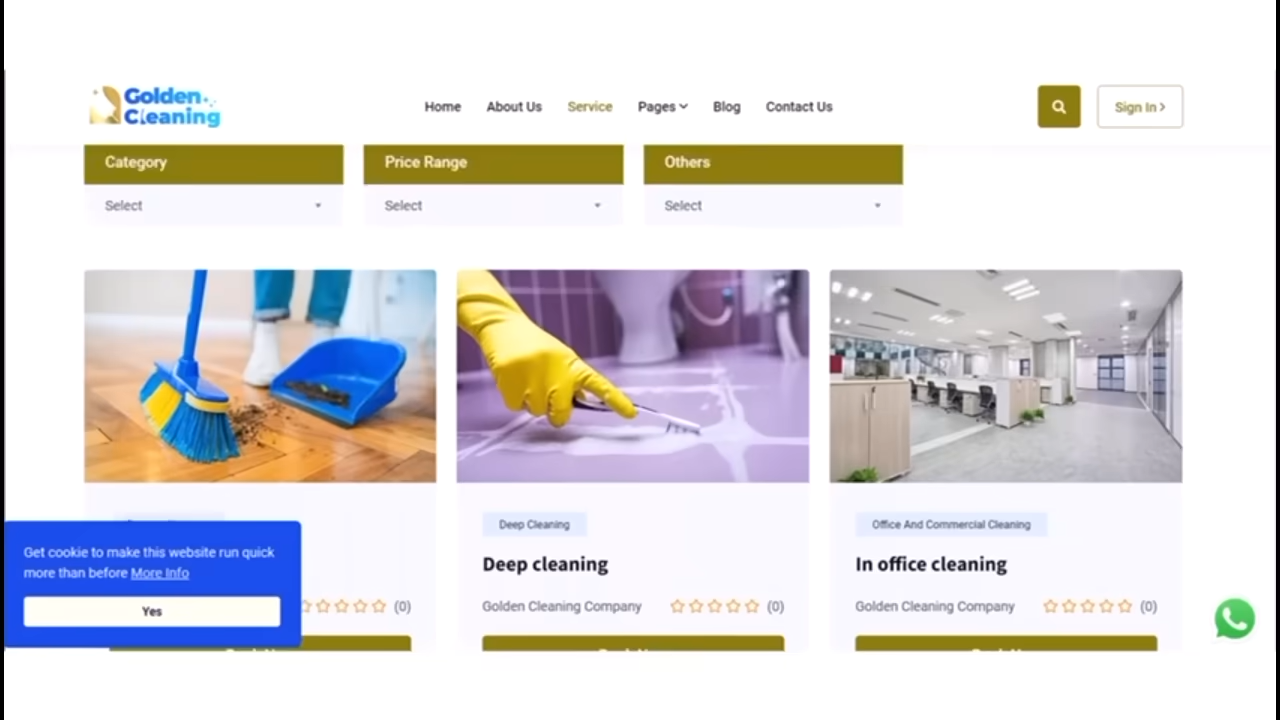 Golden
Cleaning
Home
About Us
Service
Pages
Blog
Contact Us
Sign In
Category
Price Range
Others
Select
Select
Select
Deep Cleaning
Office And Commercial Cleaning
Get cookie to make this website run quick
more than before More Info
Yes
Deep cleaning
In office cleaning
(0)
Golden Cleaning Company
(0)
Golden Cleaning Company
(0)